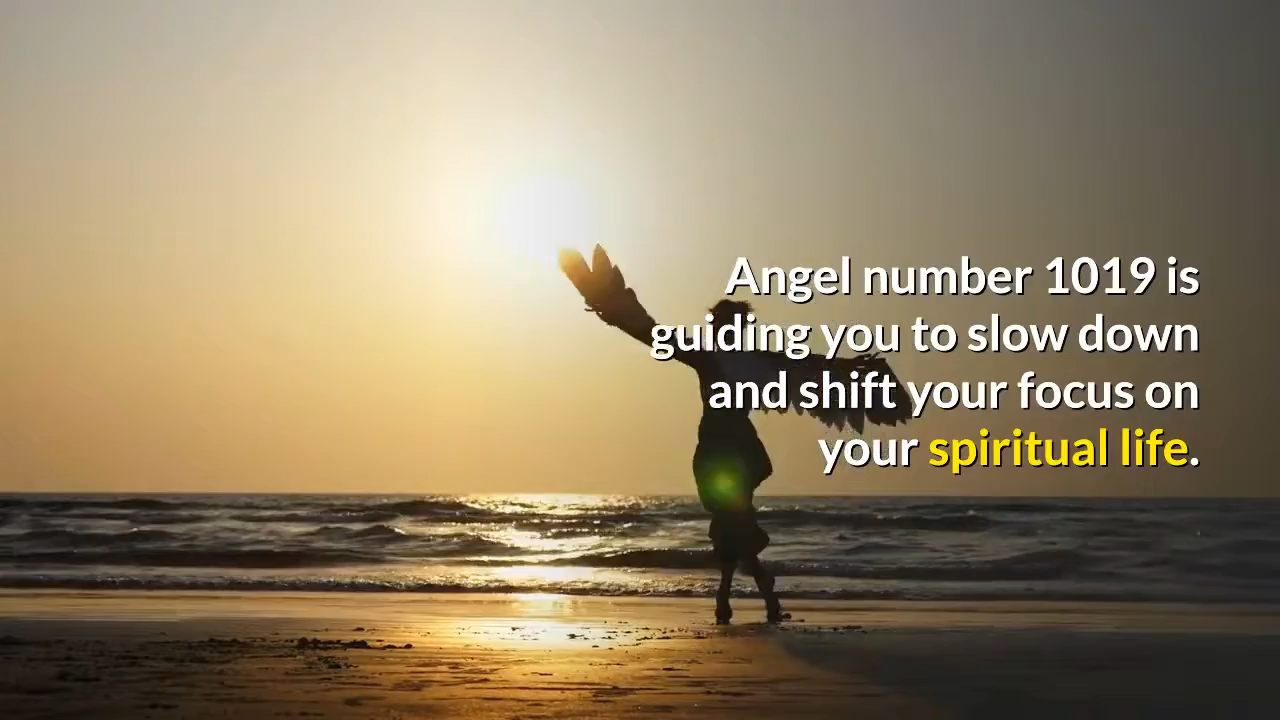 Angel number 1019 is
guiding you to slow down
and shift your focus on
your spiritual life.